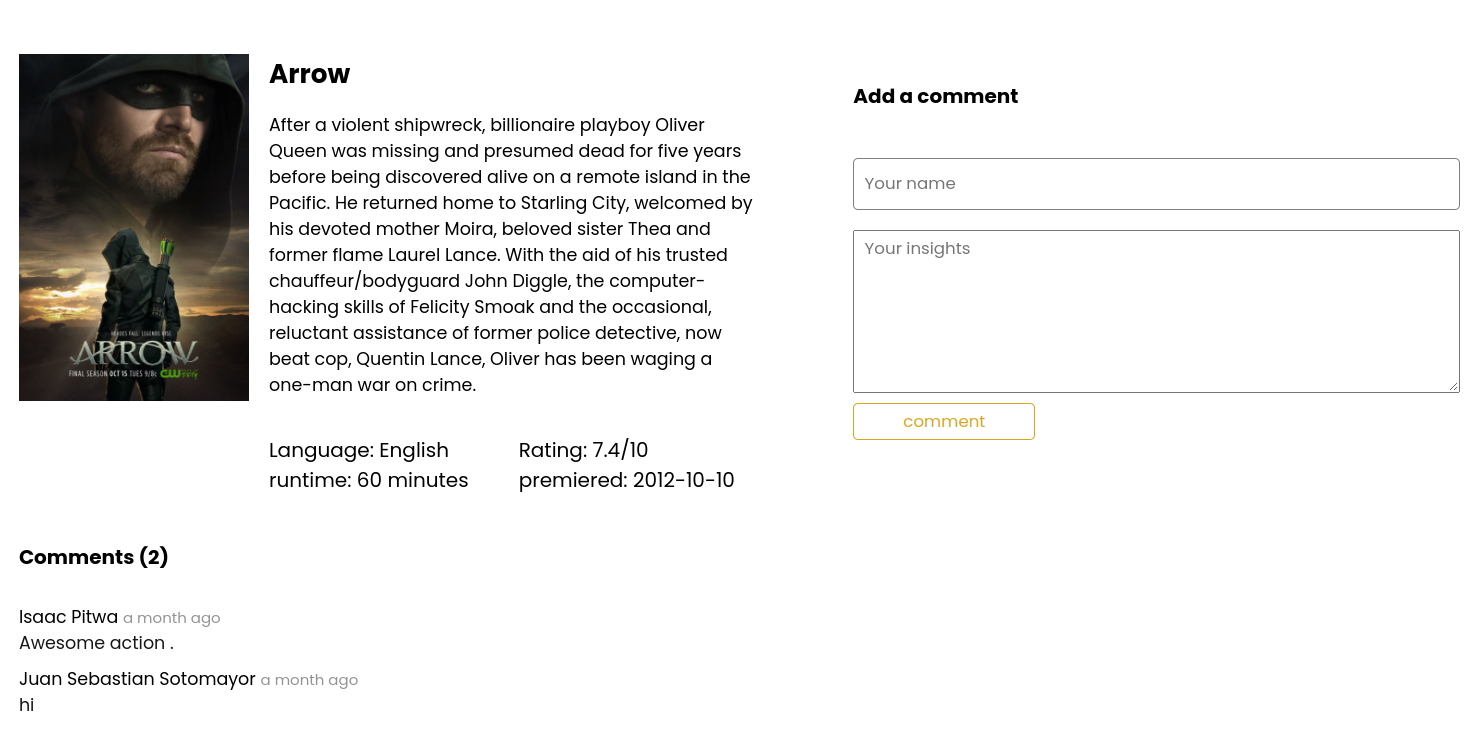 HEROES FALL. LEGENDS RISE.
ARROW
FINAL SEASON OCT 15 TUES 9/8c CW
Arrow
After a violent shipwreck, billionaire playboy Oliver
Queen was missing and presumed dead for five years
before being discovered alive on a remote island in the
Pacific. He returned home to Starling City, welcomed by
his devoted mother Moira, beloved sister Thea and
former flame Laurel Lance. With the aid of his trusted
chauffeur/bodyguard John Diggle, the computer-
hacking skills of Felicity Smoak and the occasional,
reluctant assistance of former police detective, now
beat cop, Quentin Lance, Oliver has been waging a
one-man war on crime.
Language: English
Rating: 7.4/10
runtime: 60 minutes
premiered: 2012-10-10
Add a comment
Your name
Your insights
comment
Comments (2)
Isaac Pitwa a month ago
Awesome action .
Juan Sebastian Sotomayor a month ago
hi